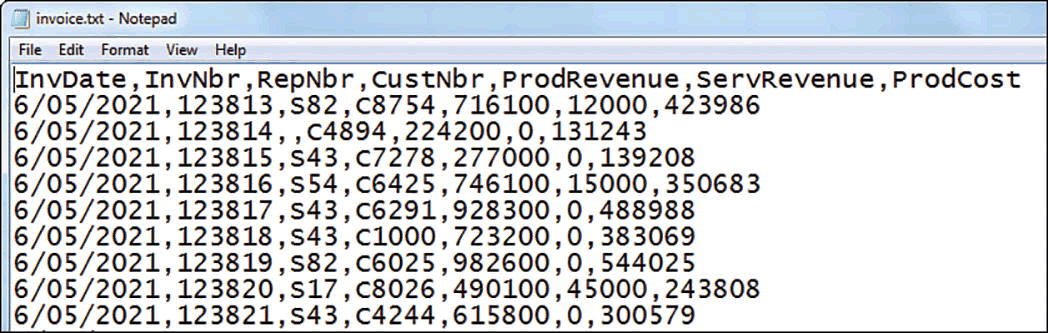 invoice.txt - Notepad
File Edit Format View Help
InvDate,InvNbr,RepNbr,CustNbr,ProdRevenue,ServRevenue,ProdCost
6/05/2021,123813,S82,C8754,716100,12000,423986
6/05/2021,123814,,C4894,224200,0,131243
6/05/2021,123815,S43,C7278,277000,0,139208
6/05/2021,123816,S54,C6425,746100,15000,350683
6/05/2021,123817,S43,C6291,928300,0,488988
6/05/2021,123818,S43,C1000,723200,0,383069
6/05/2021,123819,S82,C6025,982600,0,544025
6/05/2021,123820,S17,C8026,490100,45000,243808
6/05/2021,123821,S43,C4244,615800,0,300579